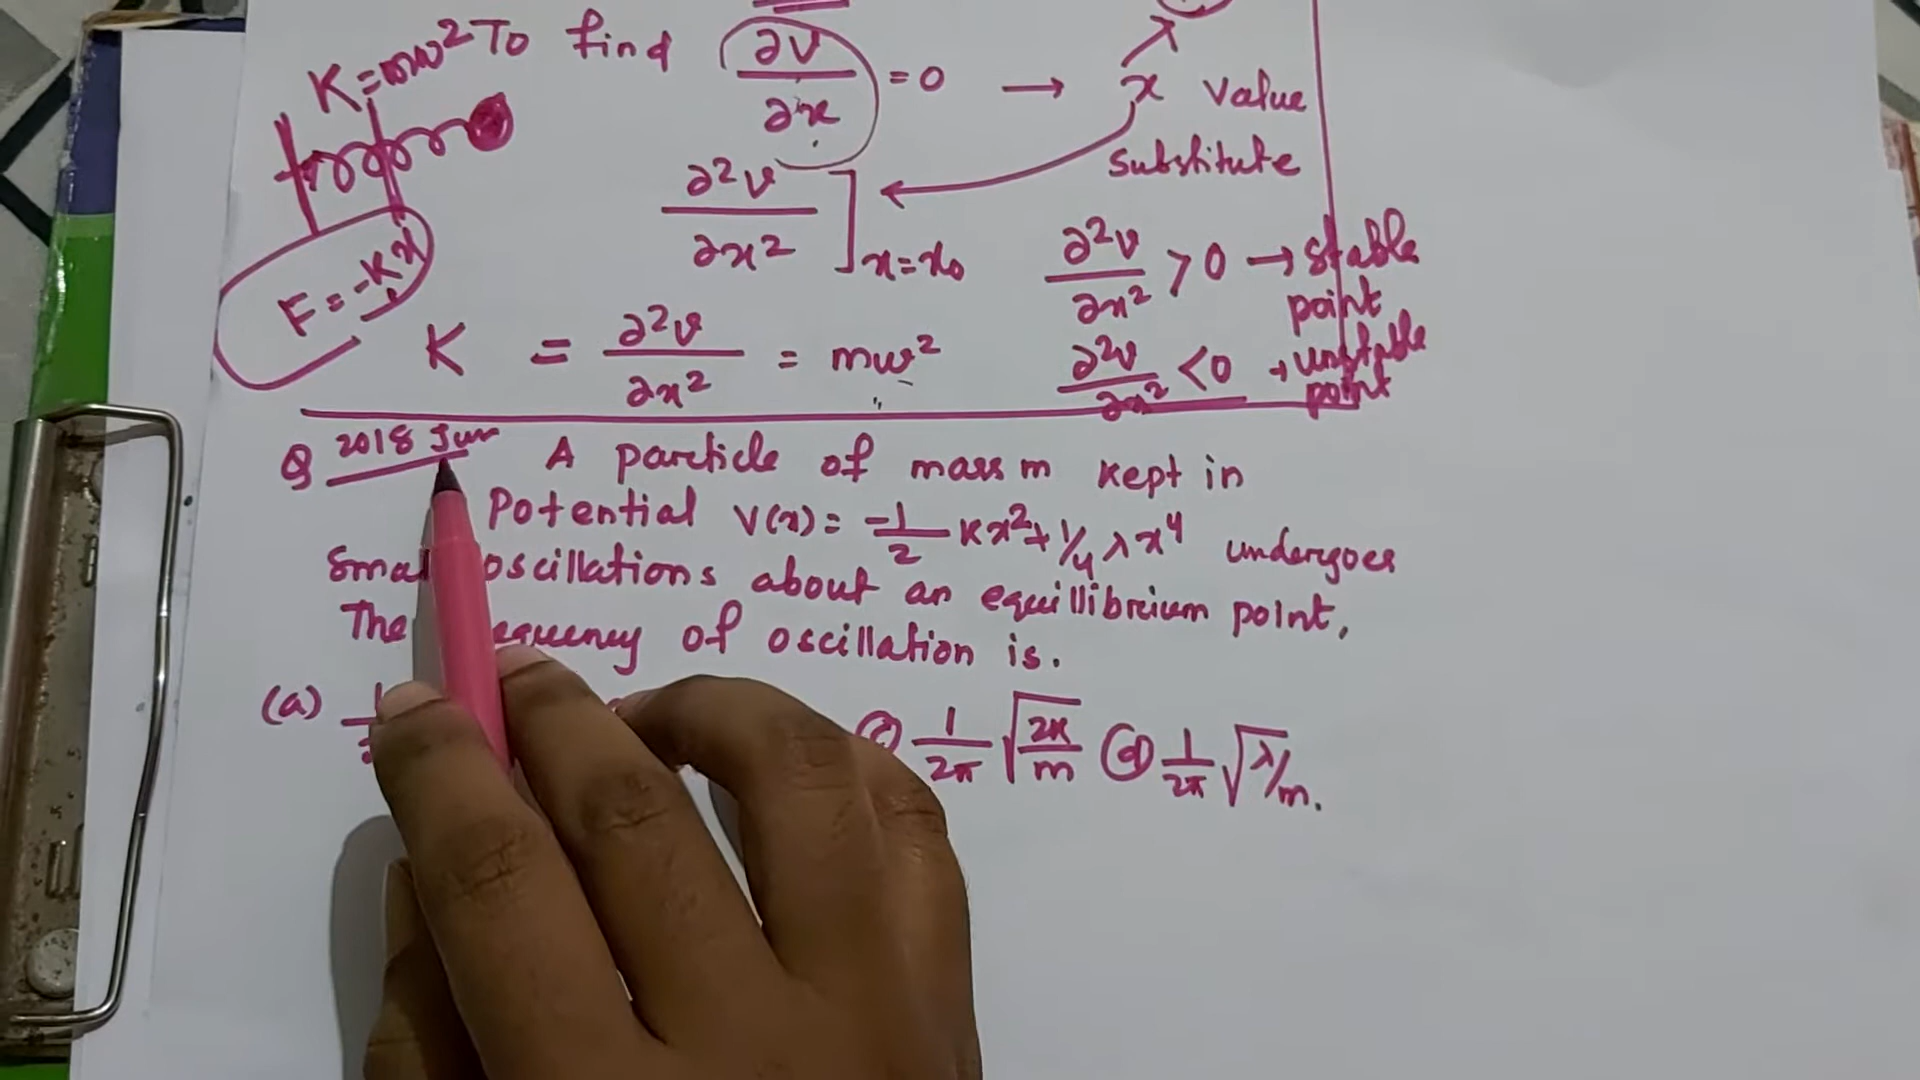 K=mω² To find ∂V/∂x =0 → x value
substitute
∂²V/∂x² ]x=x₀
F=-Kx
∂²V/∂x² >0 → stable point
K = ∂²V/∂x² = mω²
∂²V/∂x² <0 → unstable point
Q 2018 Jun A particle of mass m kept in
Potential V(x)= -1/2 Kx²+1/4 λx⁴ undergoes
oscillations about an equillibrium point,
The of oscillation is.
(a) (c) 1/2π √2K/m (d) 1/2π √λ/m.